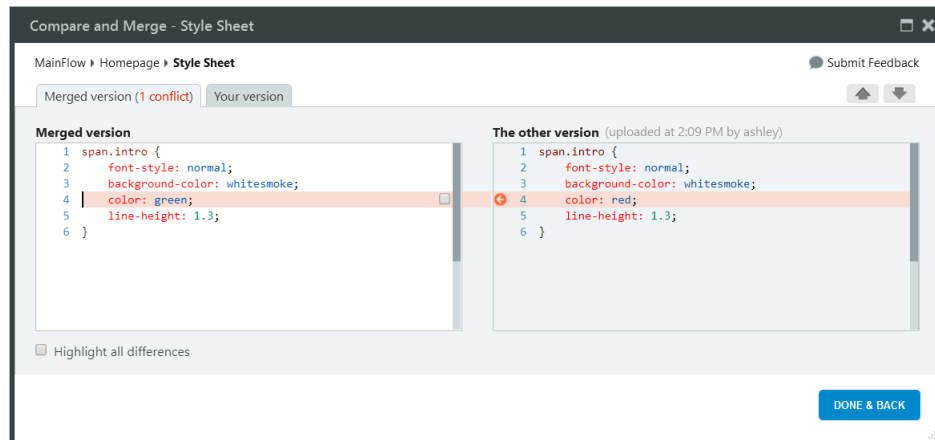 Compare and Merge - Style Sheet
MainFlow Homepage Style Sheet
Submit Feedback
Merged version (1 conflict) Your version
Merged version
1 span.intro {
2 font-style: normal;
3 background-color: whitesmoke;
4 color: green;
5 line-height: 1.3;
6 }
The other version (uploaded at 2:09 PM by ashley)
1 span.intro {
2 font-style: normal;
3 background-color: whitesmoke;
4 color: red;
5 line-height: 1.3;
6 }
Highlight all differences
DONE & BACK